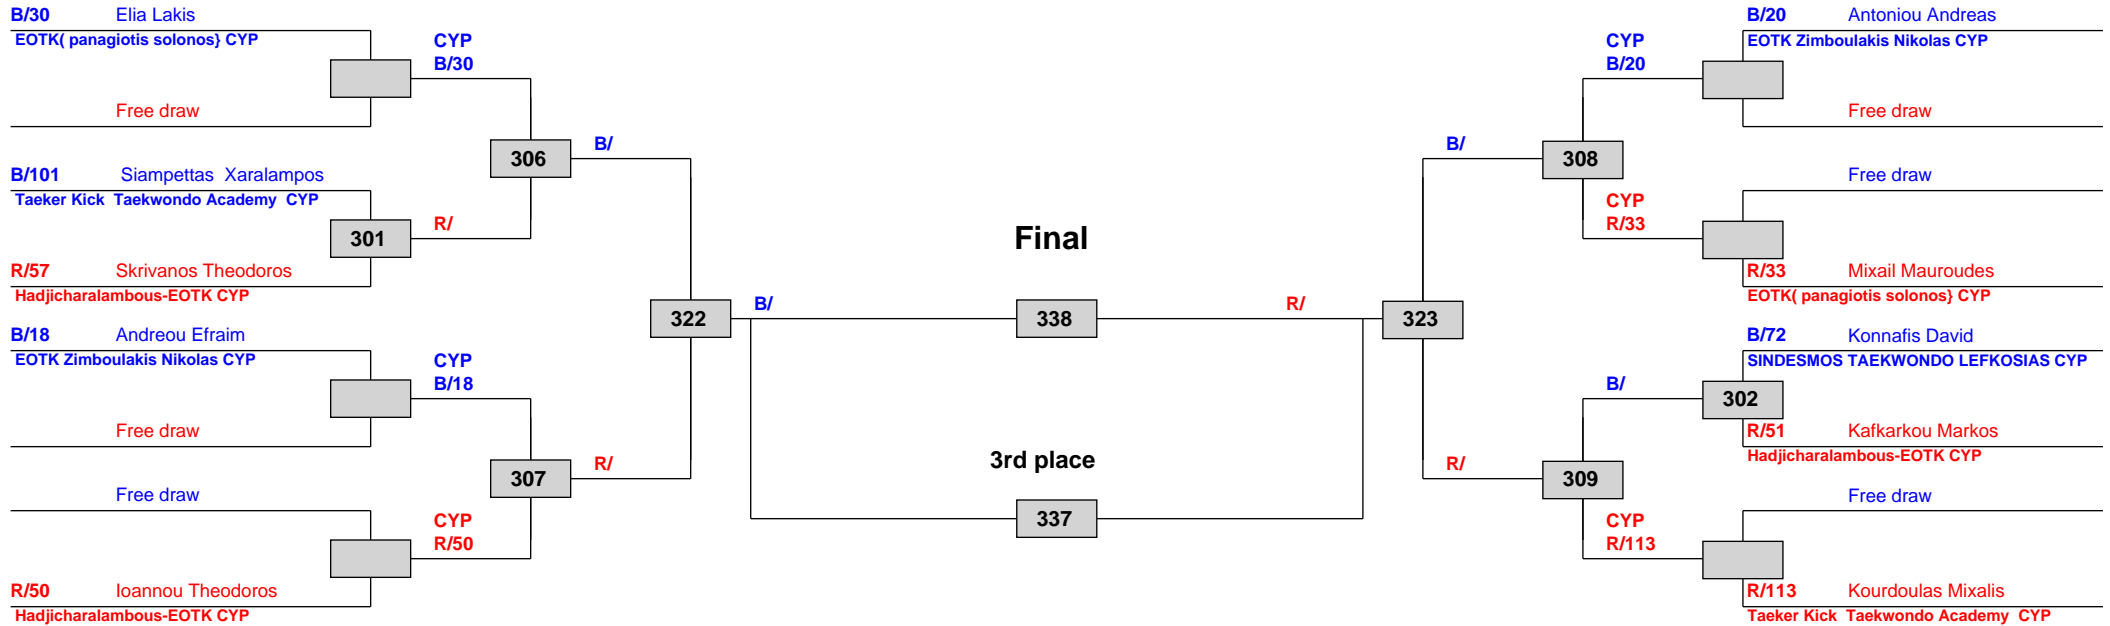 B/30 Elia Lakis
EOTK( panagiotis solonos} CYP
CYP
B/30
Free draw
306
B/
B/101 Siampettas Xaralampos
Taeker Kick Taekwondo Academy CYP
301
R/
R/57 Skrivanos Theodoros
Hadjicharalambous-EOTK CYP
322
B/
B/18 Andreou Efraim
EOTK Zimboulakis Nikolas CYP
CYP
B/18
Free draw
307
R/
Free draw
CYP
R/50
R/50 Ioannou Theodoros
Hadjicharalambous-EOTK CYP
Final
338
3rd place
337
B/20 Antoniou Andreas
EOTK Zimboulakis Nikolas CYP
CYP
B/20
Free draw
B/
308
Free draw
CYP
R/33
R/33 Mixail Mauroudes
EOTK( panagiotis solonos} CYP
R/
323
B/72 Konnafis David
SINDESMOS TAEKWONDO LEFKOSIAS CYP
B/
302
R/51 Kafkarkou Markos
Hadjicharalambous-EOTK CYP
R/
309
Free draw
CYP
R/113
R/113 Kourdoulas Mixalis
Taeker Kick Taekwondo Academy CYP